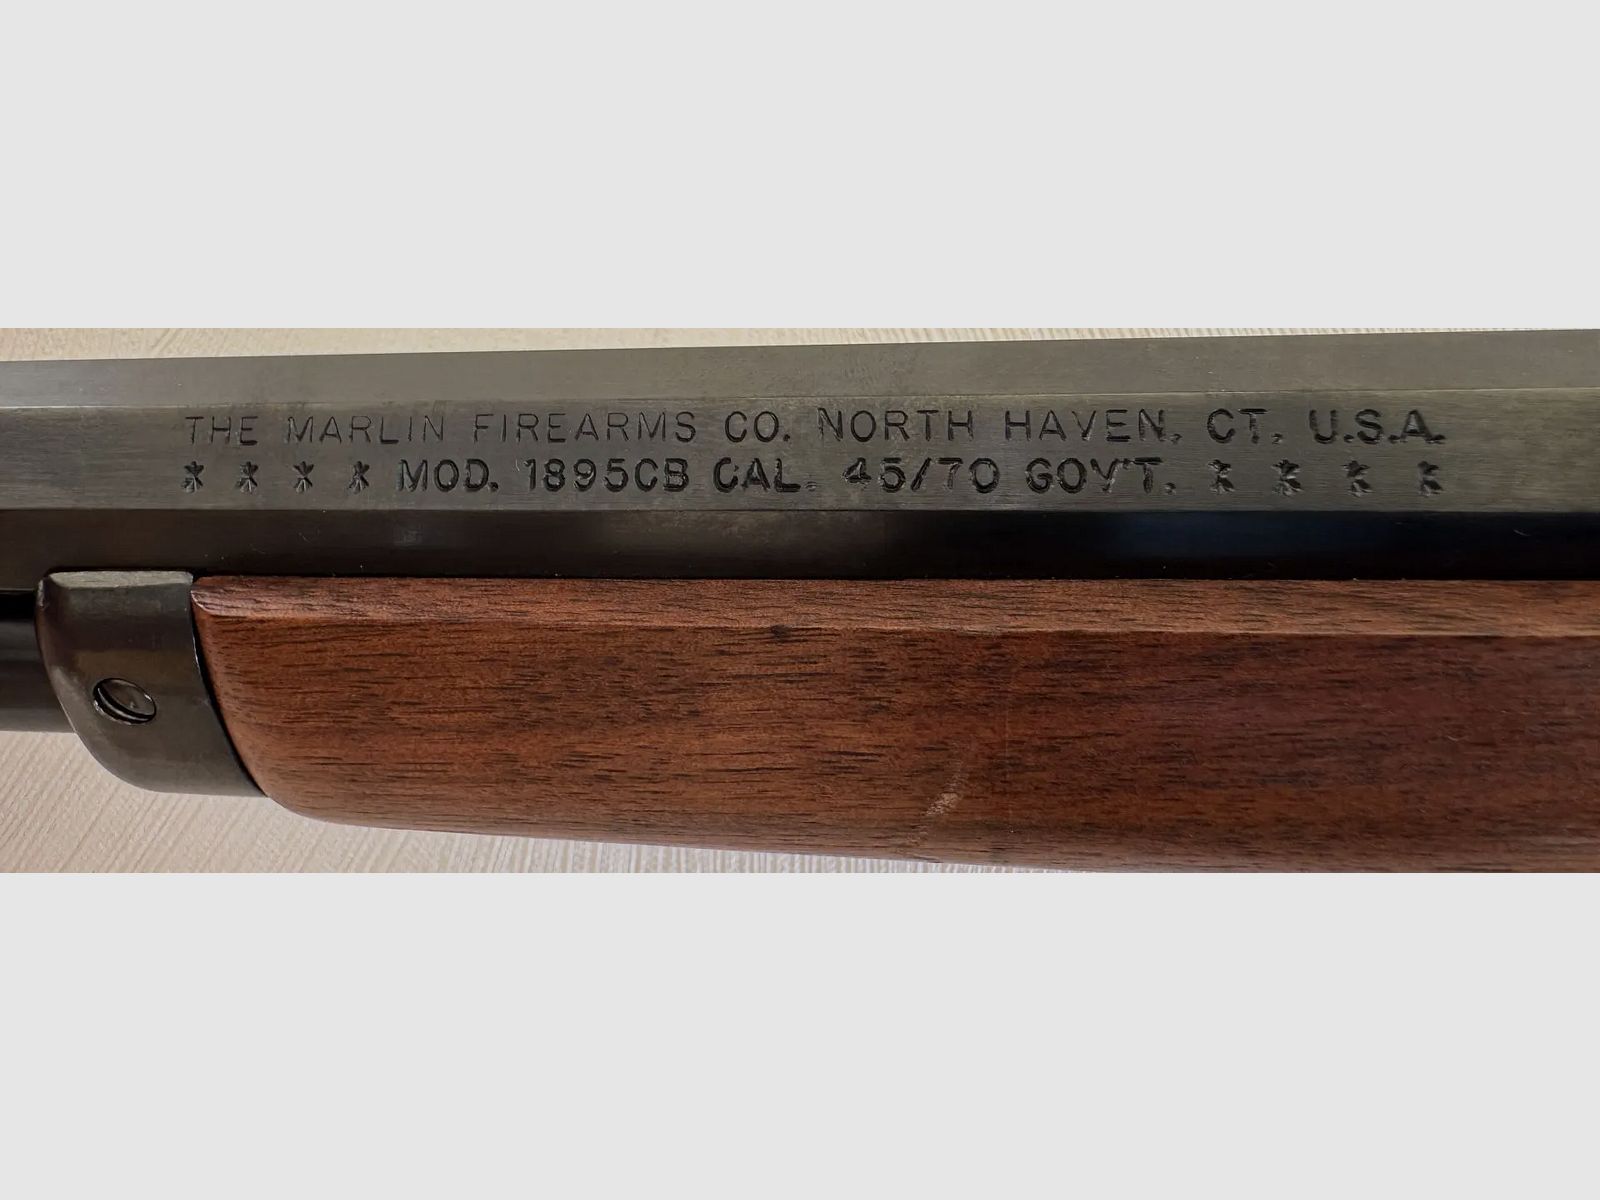 THE MARLIN FIREARMS CO. NORTH HAVEN, CT. U.S.A.
* * * * MOD. 1895CB CAL. 45/70 GOV'T. * * * *